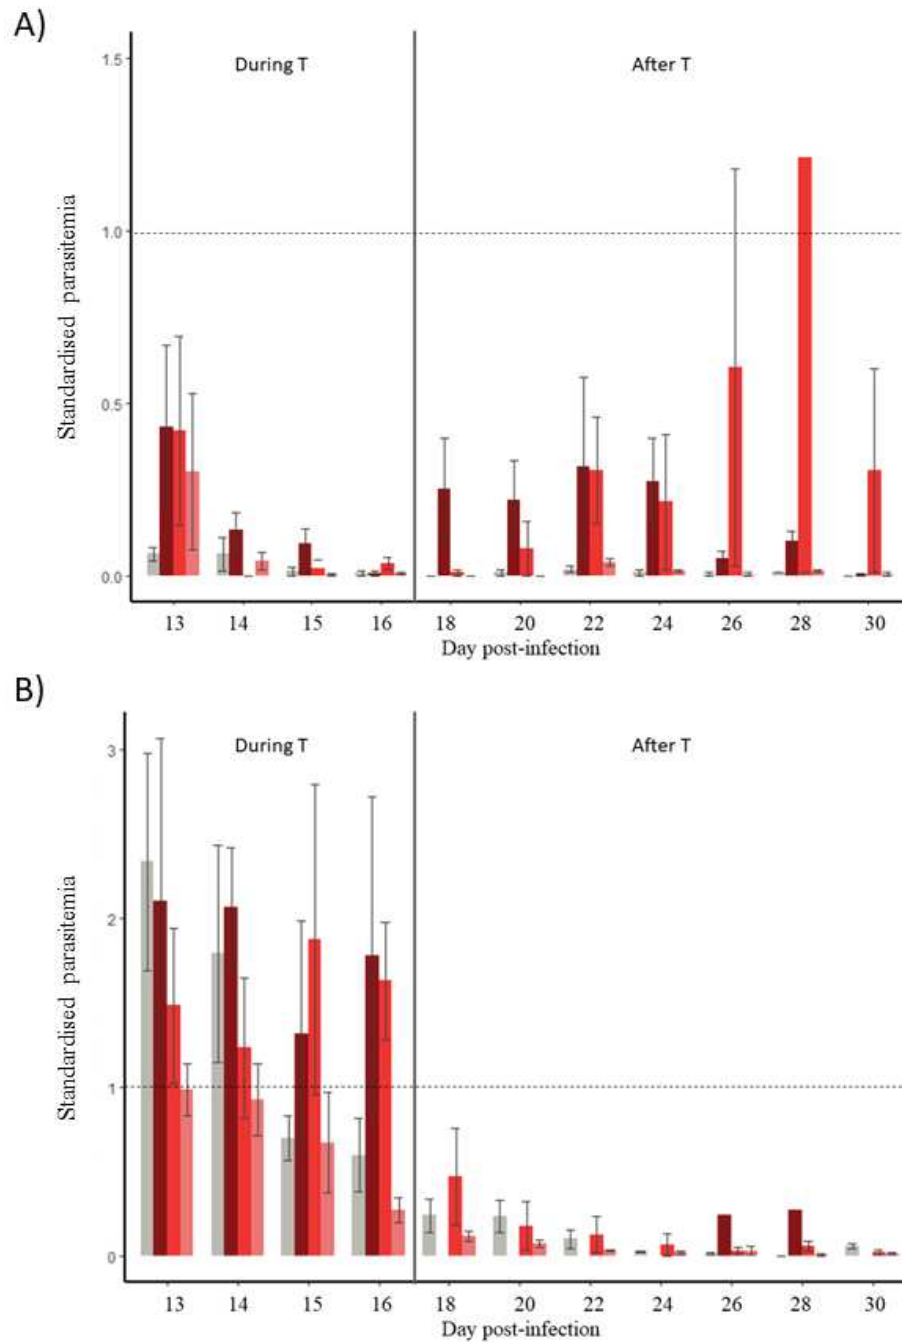 A)
During T
After T
1.5
1.0
0.5
0.0
Standardised parasitemia
13 14 15 16 18 20 22 24 26 28 30
Day post-infection
B)
During T
After T
3
2
1
0
Standardised parasitemia
13 14 15 16 18 20 22 24 26 28 30
Day post-infection